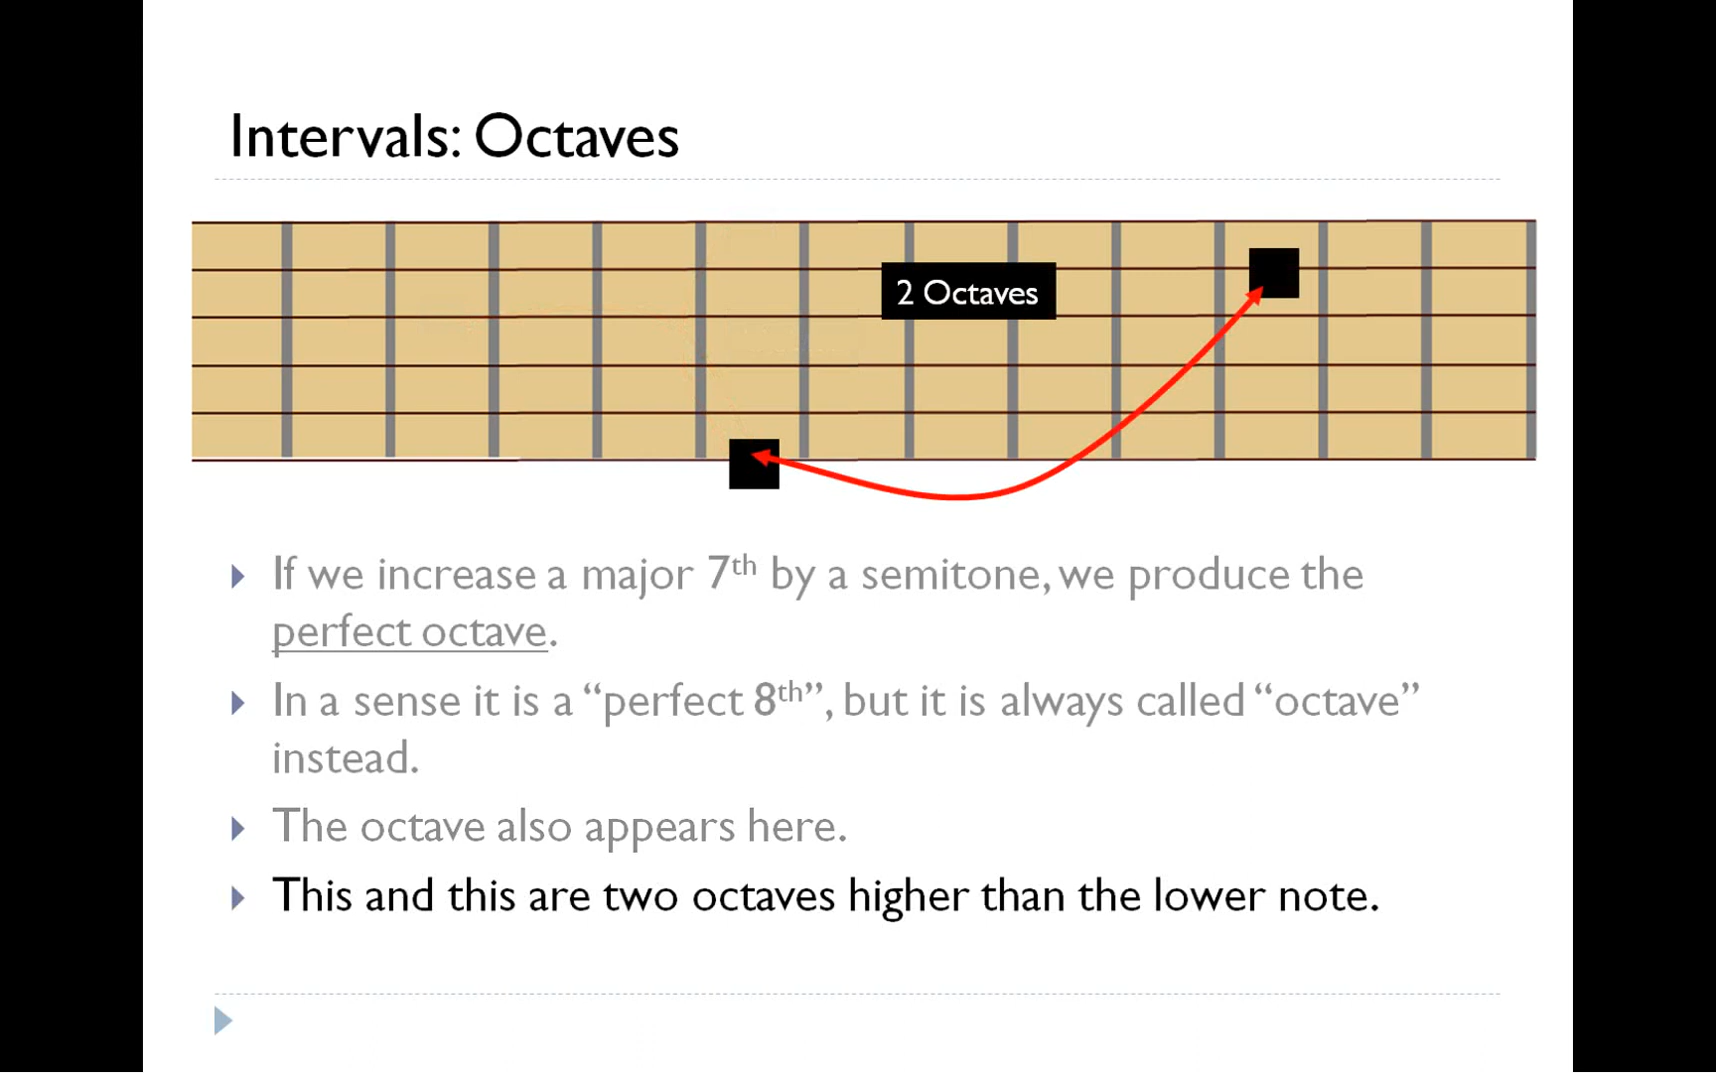 Intervals: Octaves
2 Octaves
If we increase a major 7th by a semitone, we produce the
perfect octave.
In a sense it is a “perfect 8th”, but it is always called “octave”
instead.
The octave also appears here.
This and this are two octaves higher than the lower note.